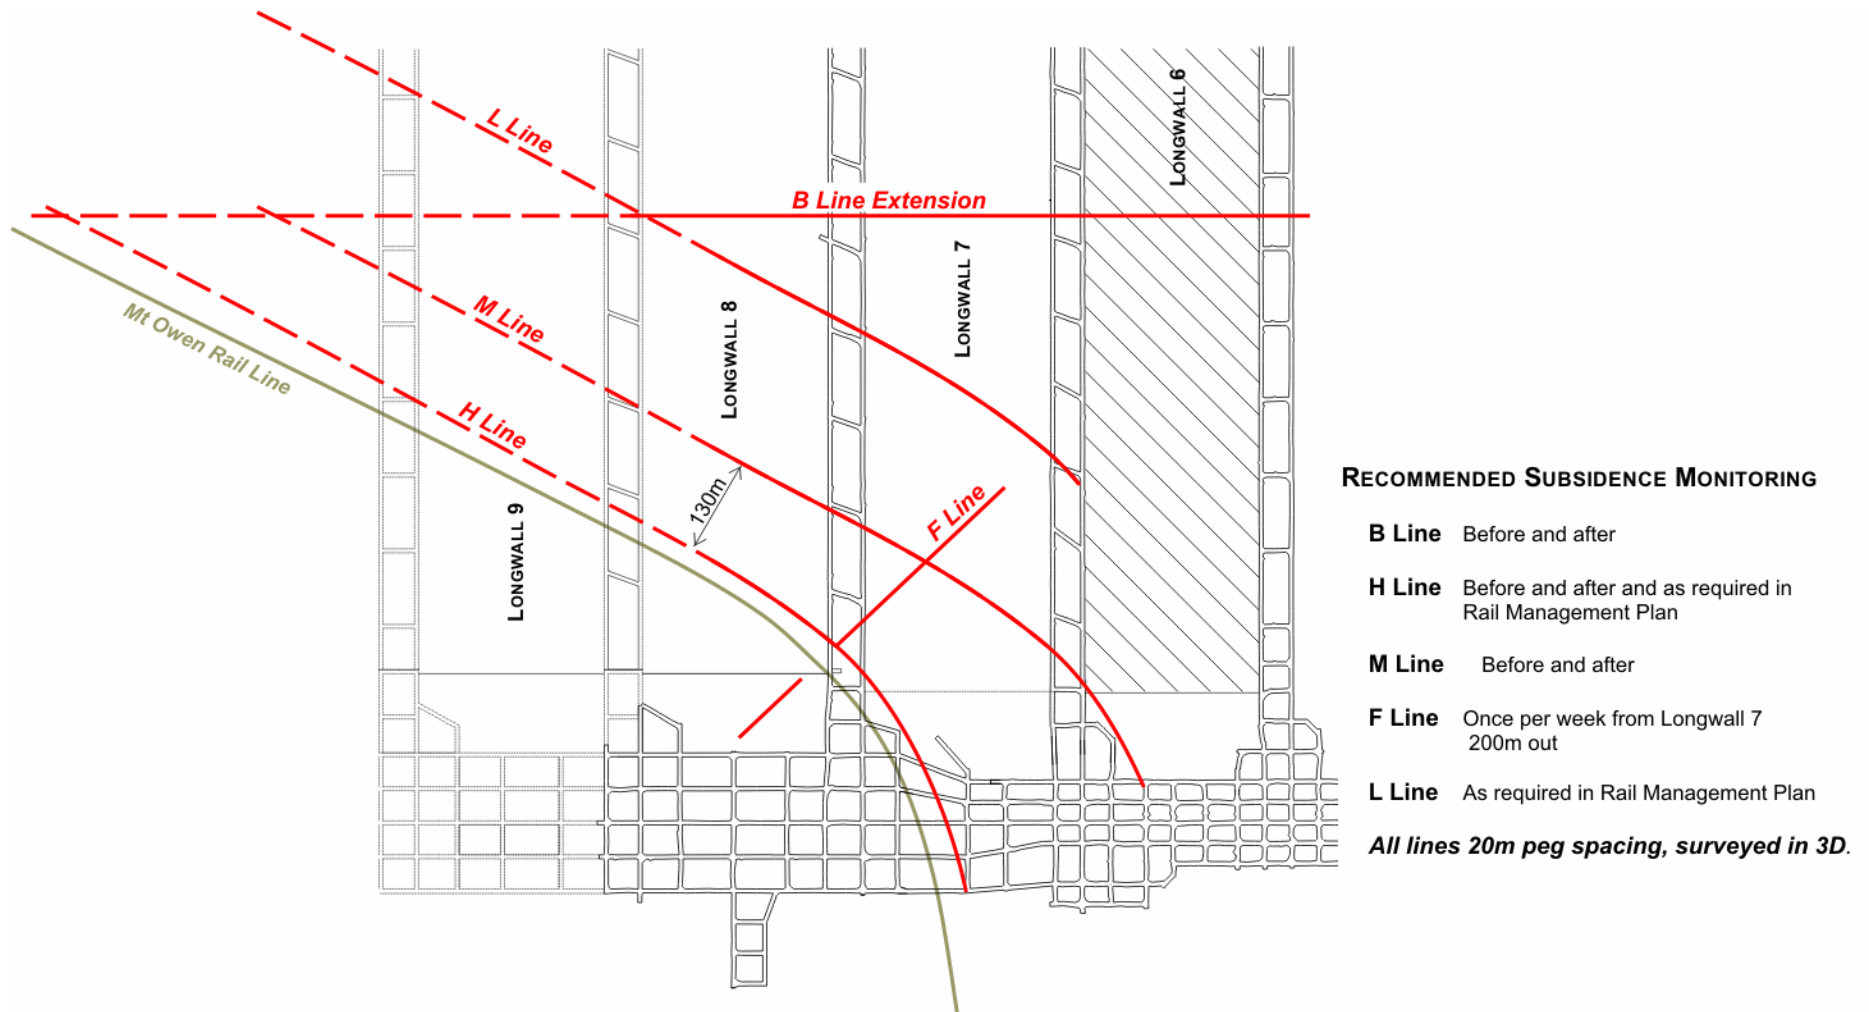 L Line
LONGWALL 6
B Line Extension
M Line
LONGWALL 8
LONGWALL 7
Mt Owen Rail Line
H Line
130m
F Line
LONGWALL 9
RECOMMENDED SUBSIDENCE MONITORING
B Line Before and after
H Line Before and after and as required in
Rail Management Plan
M Line Before and after
F Line Once per week from Longwall 7
200m out
L Line As required in Rail Management Plan
All lines 20m peg spacing, surveyed in 3D.